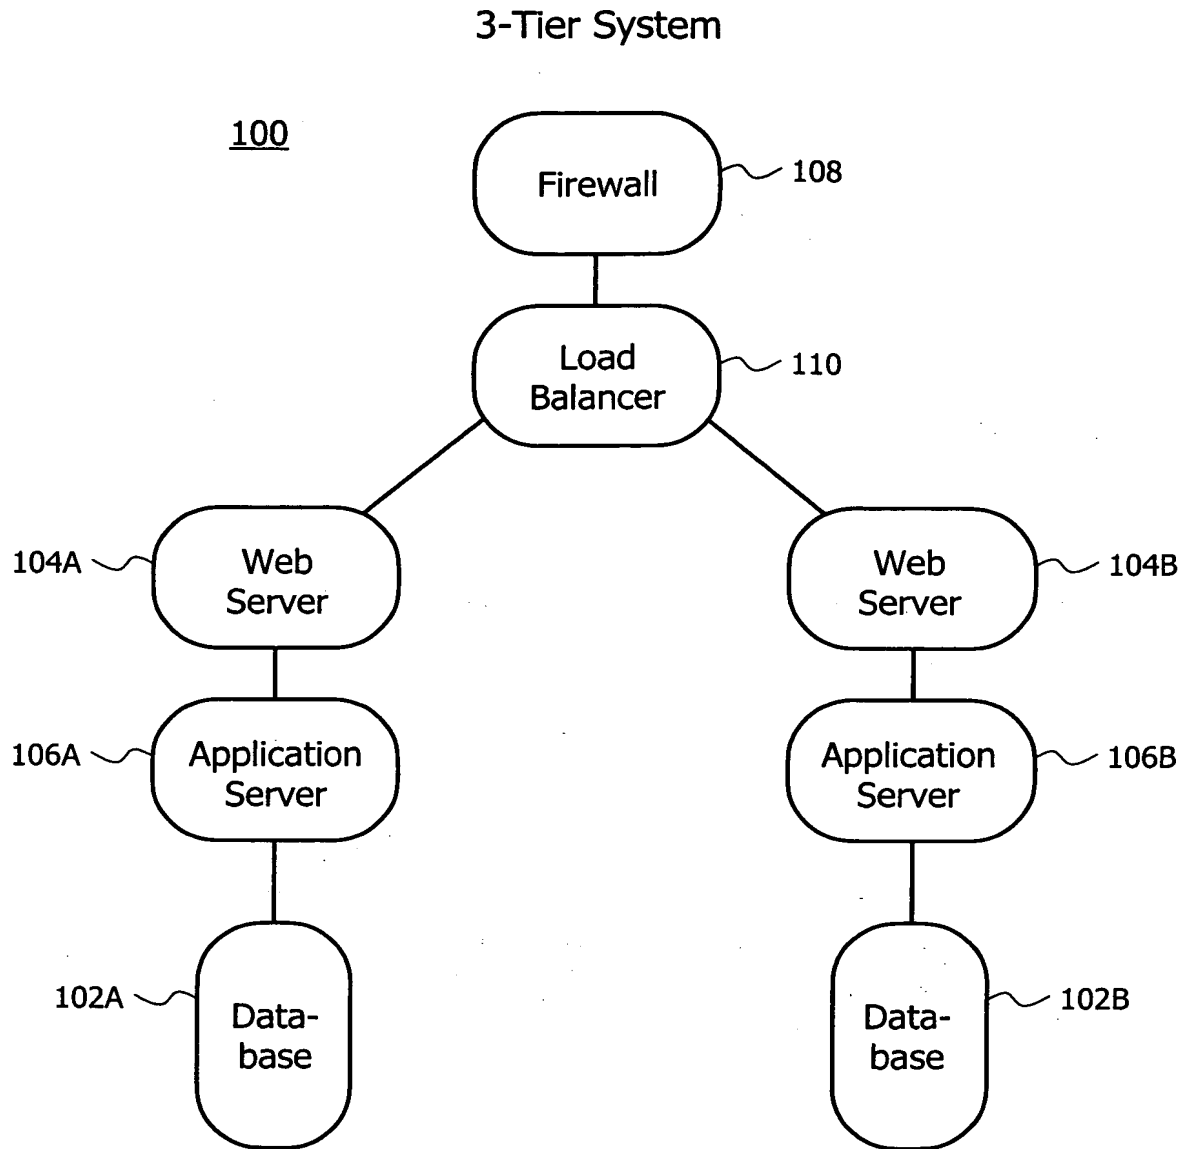 3-Tier System
100
Firewall
108
Load
Balancer
110
104A
Web
Server
Web
Server
104B
106A
Application
Server
Application
Server
106B
102A
Data-
base
Data-
base
102B